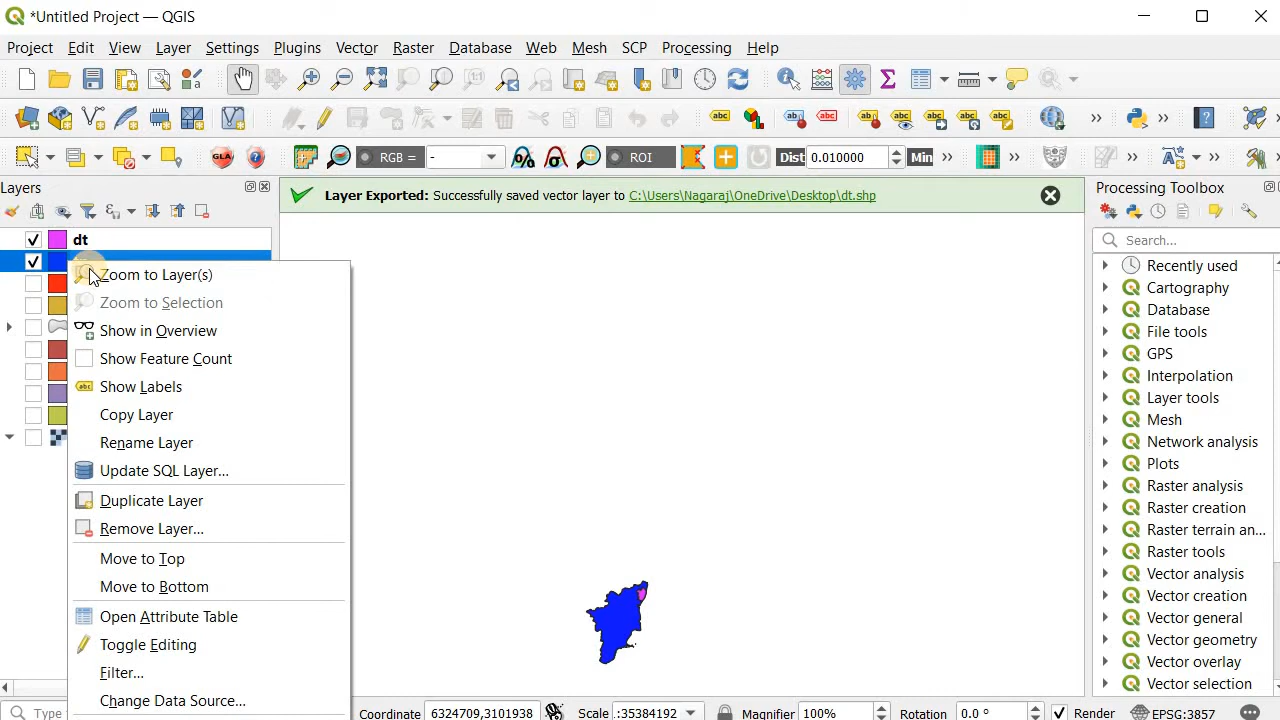 *Untitled Project — QGIS
Project Edit View Layer Settings Plugins Vector Raster Database Web Mesh SCP Processing Help
RGB = - ROI Dist 0.010000 Min
Layers
Layer Exported: Successfully saved vector layer to C:\Users\Nagaraj\OneDrive\Desktop\dt.shp
Processing Toolbox
Search...
dt
Zoom to Layer(s)
Zoom to Selection
Show in Overview
Show Feature Count
Show Labels
Copy Layer
Rename Layer
Update SQL Layer...
Duplicate Layer
Remove Layer...
Move to Top
Move to Bottom
Open Attribute Table
Toggle Editing
Filter...
Change Data Source...
Recently used
Cartography
Database
File tools
GPS
Interpolation
Layer tools
Mesh
Network analysis
Plots
Raster analysis
Raster creation
Raster terrain an...
Raster tools
Vector analysis
Vector creation
Vector general
Vector geometry
Vector overlay
Vector selection
Type Coordinate 6324709,3101938 Scale :35384192 Magnifier 100% Rotation 0.0 ° Render EPSG:3857